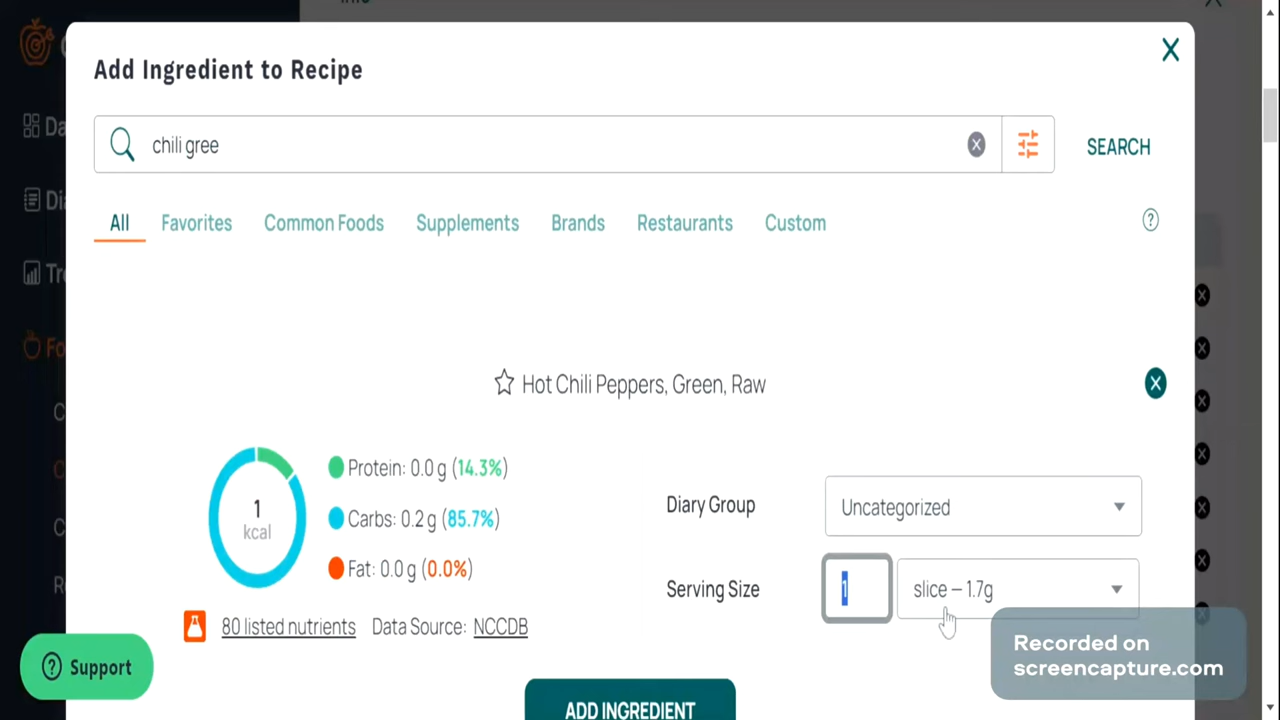 Add Ingredient to Recipe
X
chili gree
SEARCH
All Favorites Common Foods Supplements Brands Restaurants Custom
Hot Chili Peppers, Green, Raw
1
kcal
Protein: 0.0 g (14.3%)
Carbs: 0.2 g (85.7%)
Fat: 0.0 g (0.0%)
Diary Group
Uncategorized
Serving Size
1
slice – 1.7g
80 listed nutrients Data Source: NCCDB
Support
ADD INGREDIENT
Recorded on
screencapture.com